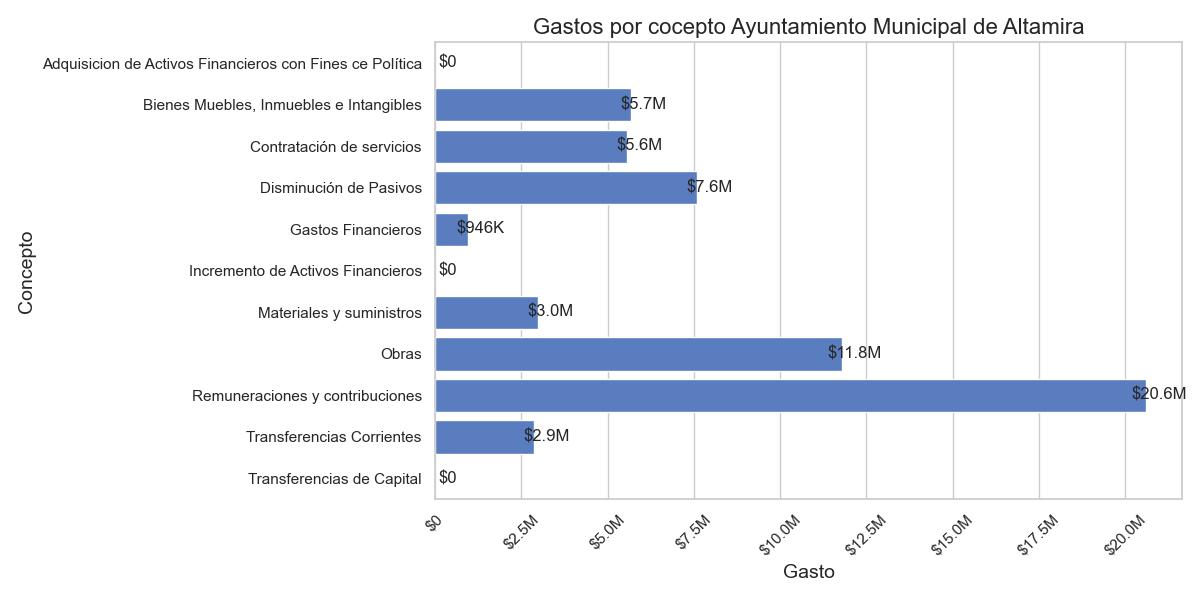 Gastos por cocepto Ayuntamiento Municipal de Altamira
Concepto
Adquisicion de Activos Financieros con Fines ce Política $0
Bienes Muebles, Inmuebles e Intangibles $5.7M
Contratación de servicios $5.6M
Disminución de Pasivos $7.6M
Gastos Financieros $946K
Incremento de Activos Financieros $0
Materiales y suministros $3.0M
Obras $11.8M
Remuneraciones y contribuciones $20.6M
Transferencias Corrientes $2.9M
Transferencias de Capital $0
$0 $2.5M $5.0M $7.5M $10.0M $12.5M $15.0M $17.5M $20.0M
Gasto